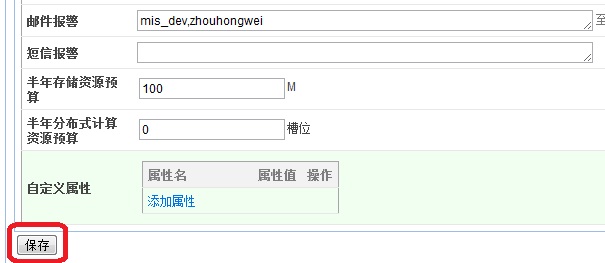 邮件报警 mis_dev,zhouhongwei 至
短信报警
半年存储资源预
算 100 M
半年分布式计算
资源预算 0 槽位
自定义属性
属性名 属性值 操作
添加属性
保存